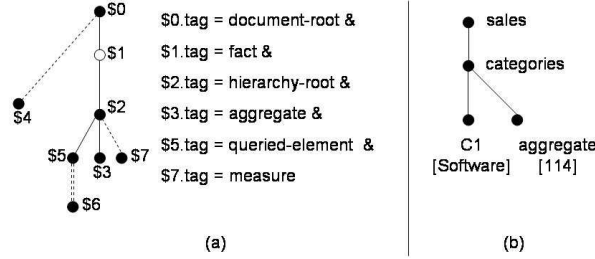 $0
$1
$4
$2
$5
$3
$7
$6
$0.tag = document-root &
$1.tag = fact &
$2.tag = hierarchy-root &
$3.tag = aggregate &
$5.tag = queried-element &
$7.tag = measure
(a)
sales
categories
C1
[Software]
aggregate
[114]
(b)